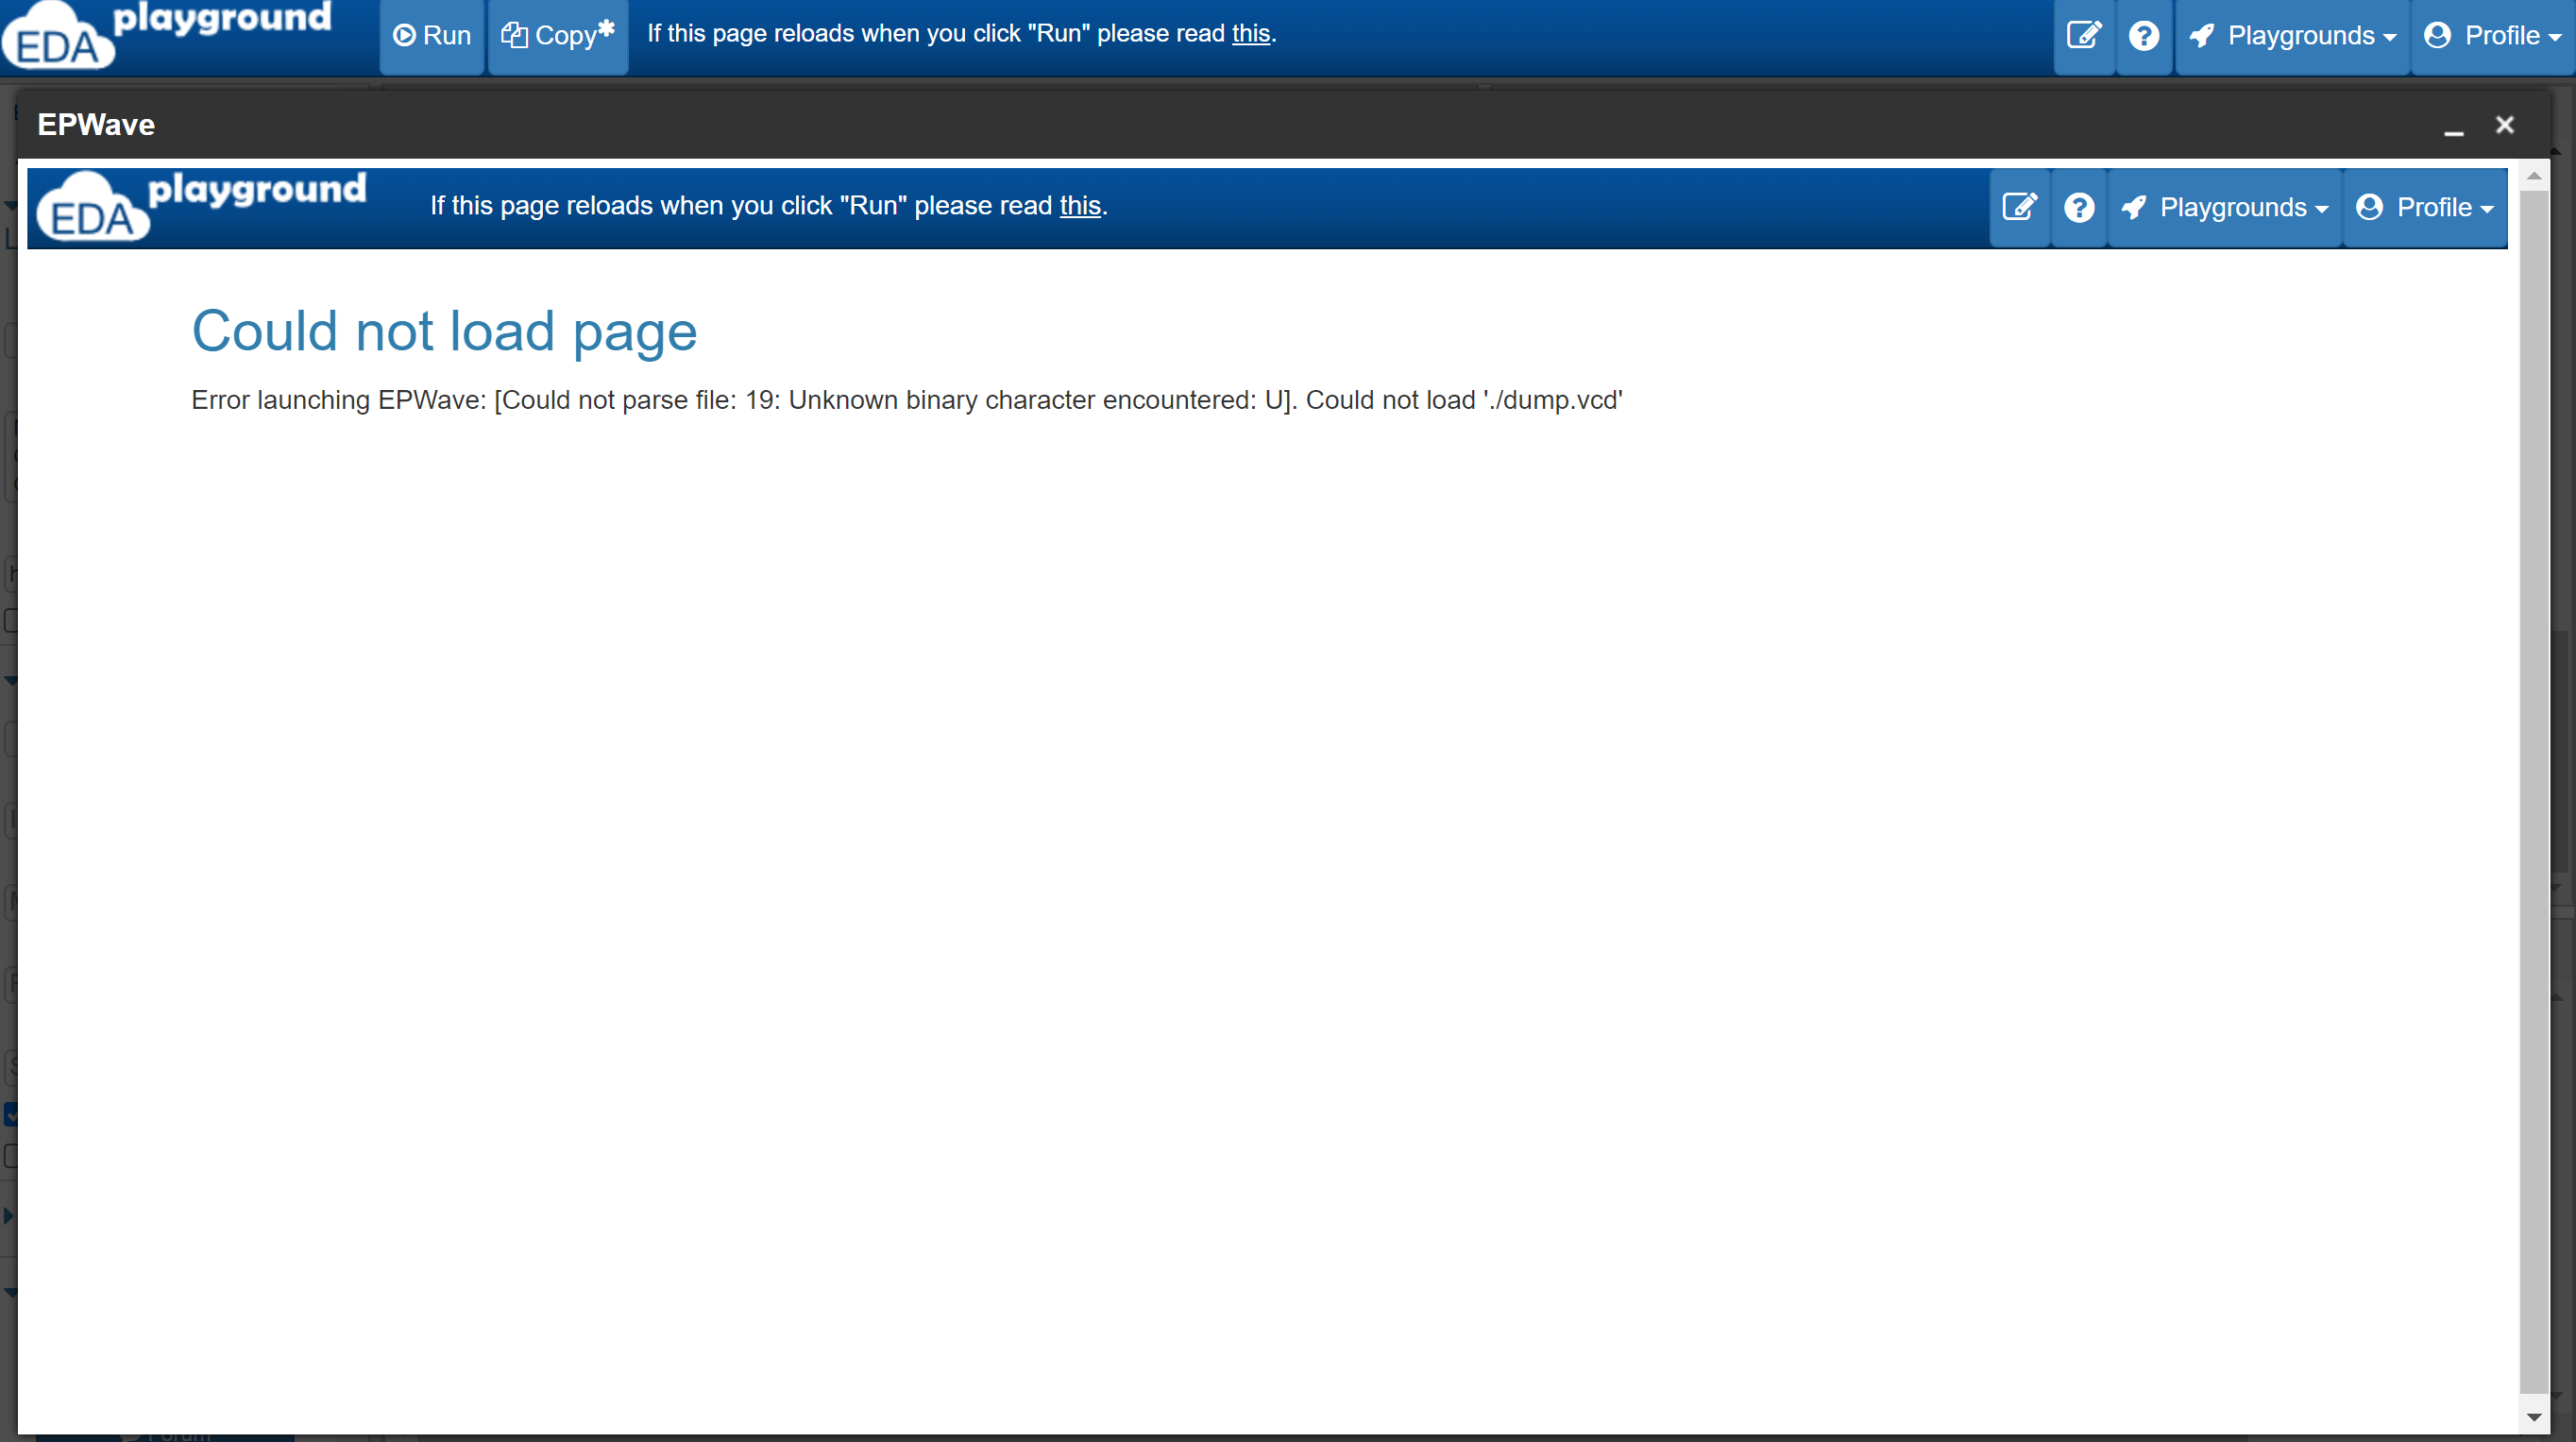 EDA playground
Run
Copy*
If this page reloads when you click "Run" please read this.
Playgrounds
Profile
EPWave
EDA playground
If this page reloads when you click "Run" please read this.
Playgrounds
Profile
Could not load page
Error launching EPWave: [Could not parse file: 19: Unknown binary character encountered: U]. Could not load './dump.vcd'